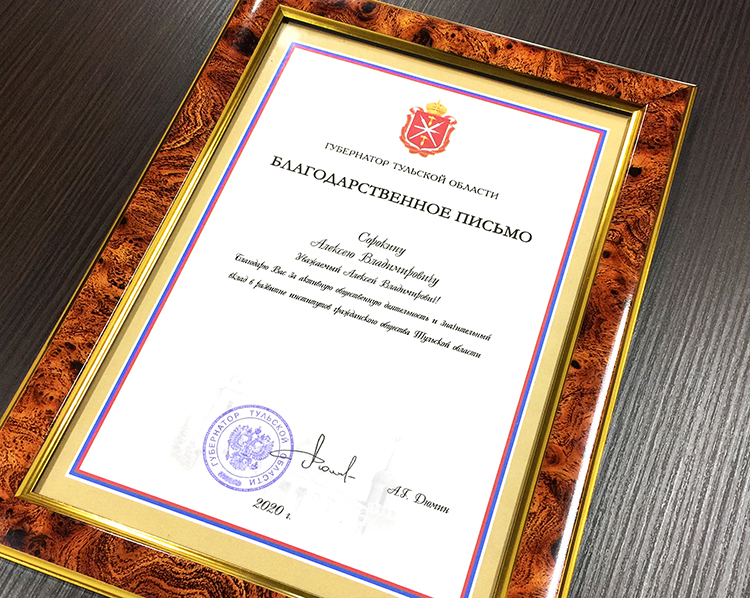 ГУБЕРНАТОР ТУЛЬСКОЙ ОБЛАСТИ
БЛАГОДАРСТВЕННОЕ ПИСЬМО
Сорокину
Алексею Владимировичу
Уважаемый Алексей Владимирович!
Благодарю Вас за активную общественную деятельность и значительный
вклад в развитие институтов гражданского общества Тульской области
ГУБЕРНАТОР ТУЛЬСКОЙ ОБЛАСТИ
А.Г. Дюмин
2020 г.